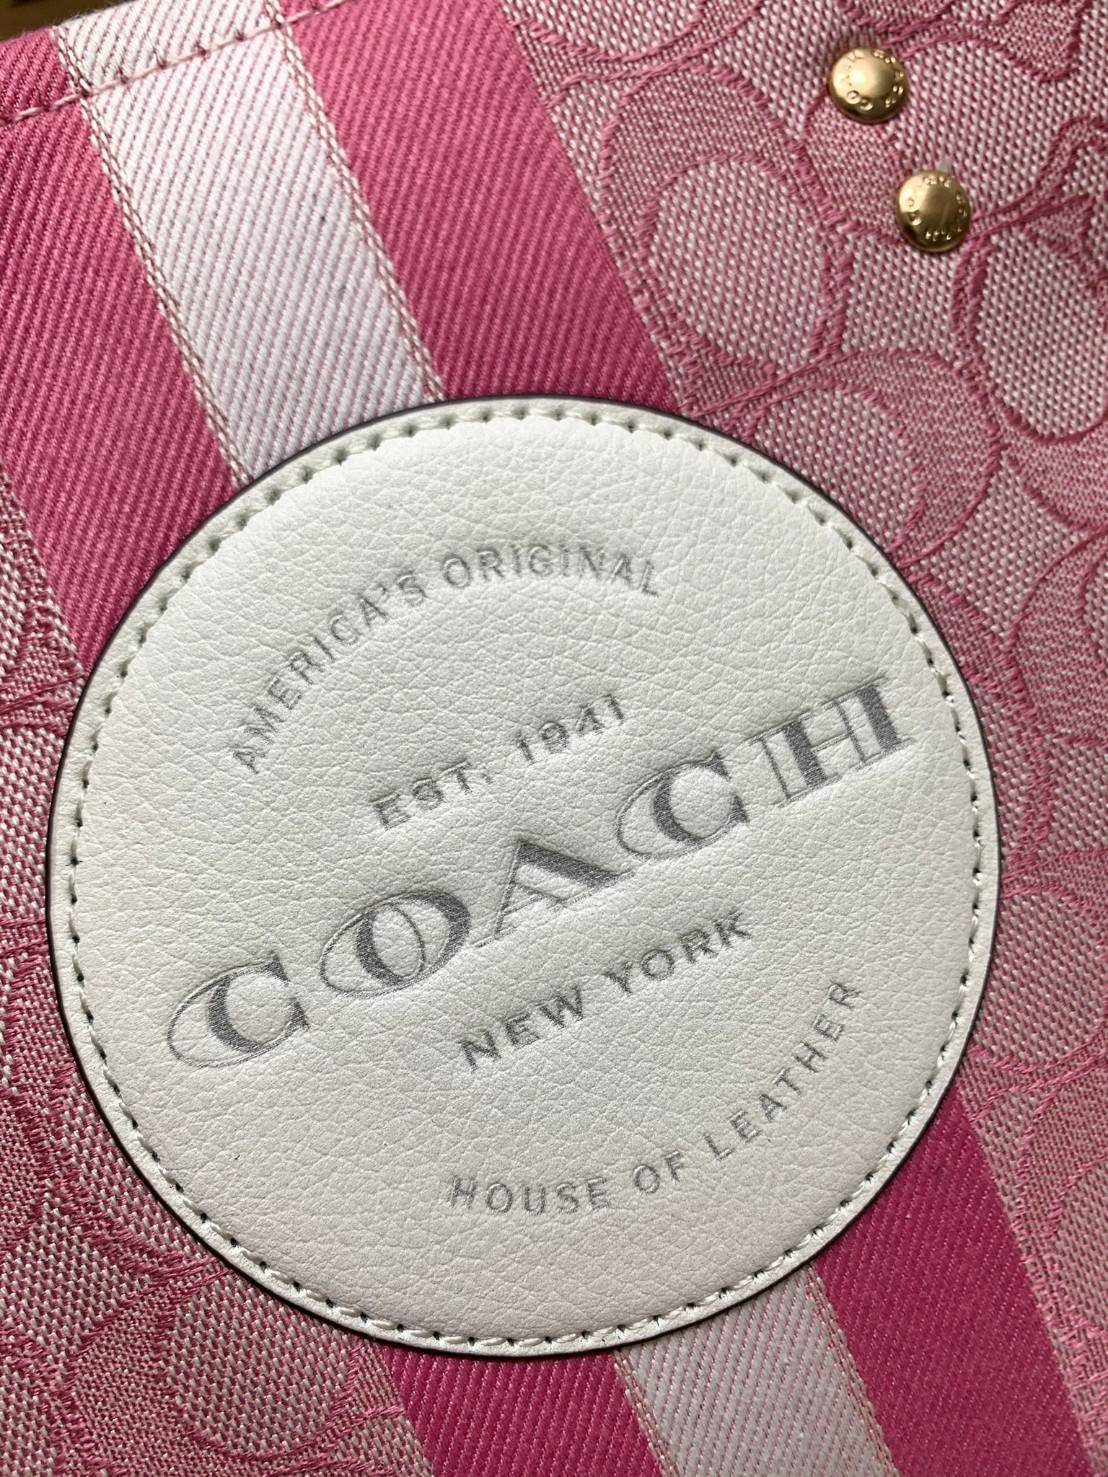 AMERICA'S ORIGINAL
EST. 1941
COACH
NEW YORK
HOUSE OF LEATHER